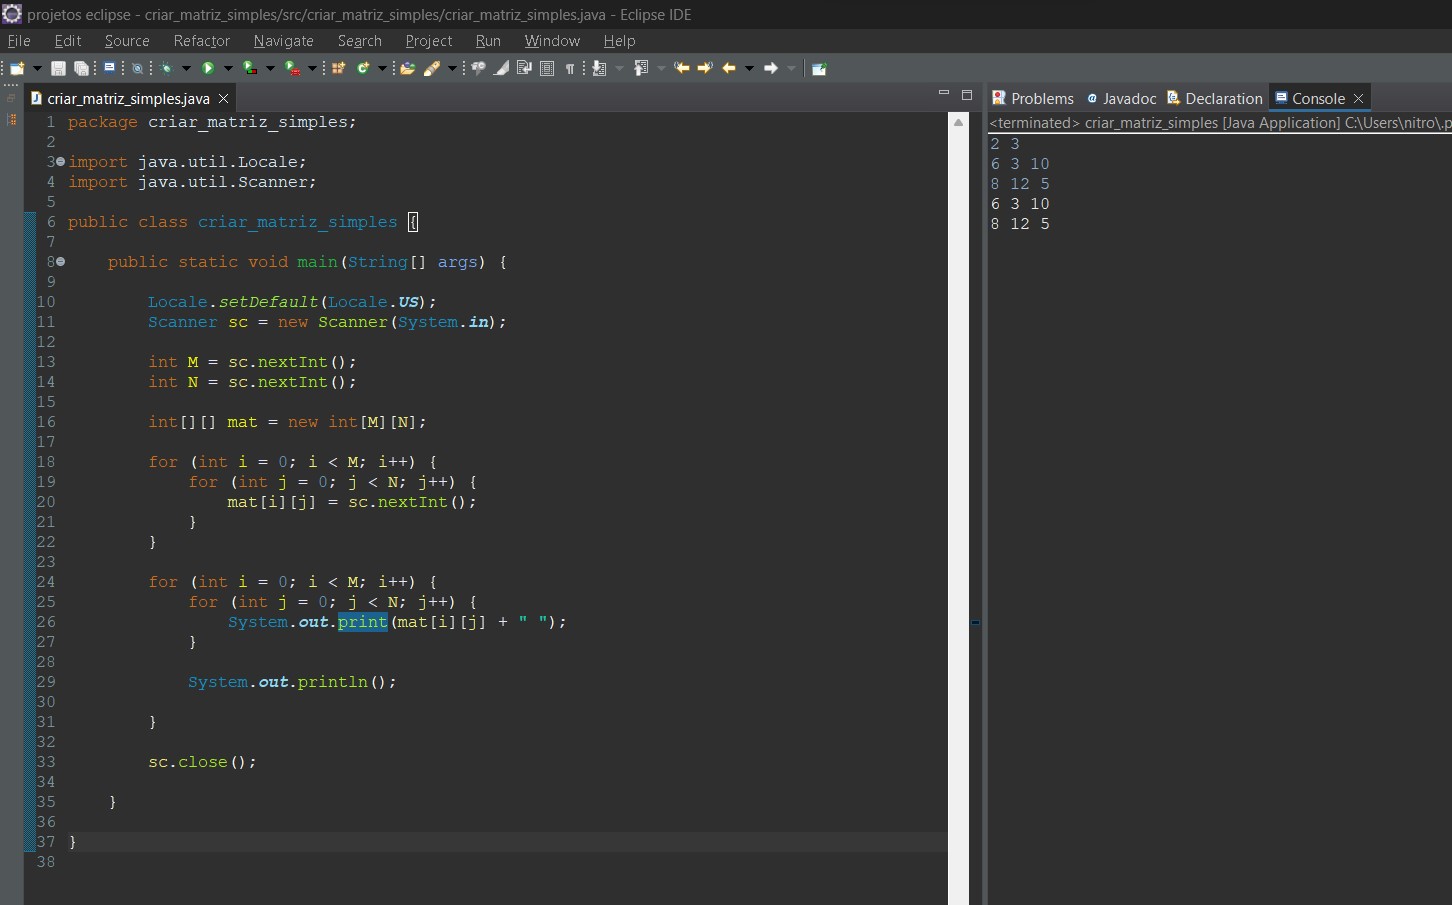 projetos eclipse - criar_matriz_simples/src/criar_matriz_simples/criar_matriz_simples.java - Eclipse IDE
File Edit Source Refactor Navigate Search Project Run Window Help
criar_matriz_simples.java
1 package criar_matriz_simples;
2
3 import java.util.Locale;
4 import java.util.Scanner;
5
6 public class criar_matriz_simples {
7
8 public static void main(String[] args) {
9
10 Locale.setDefault(Locale.US);
11 Scanner sc = new Scanner(System.in);
12
13 int M = sc.nextInt();
14 int N = sc.nextInt();
15
16 int[][] mat = new int[M][N];
17
18 for (int i = 0; i < M; i++) {
19 for (int j = 0; j < N; j++) {
20 mat[i][j] = sc.nextInt();
21 }
22 }
23
24 for (int i = 0; i < M; i++) {
25 for (int j = 0; j < N; j++) {
26 System.out.print(mat[i][j] + " ");
27 }
28
29 System.out.println();
30
31 }
32
33 sc.close();
34
35 }
36
37 }
38
Problems @ Javadoc Declaration Console
<terminated> criar_matriz_simples [Java Application] C:\Users\nitro\.p
2 3
6 3 10
8 12 5
6 3 10
8 12 5